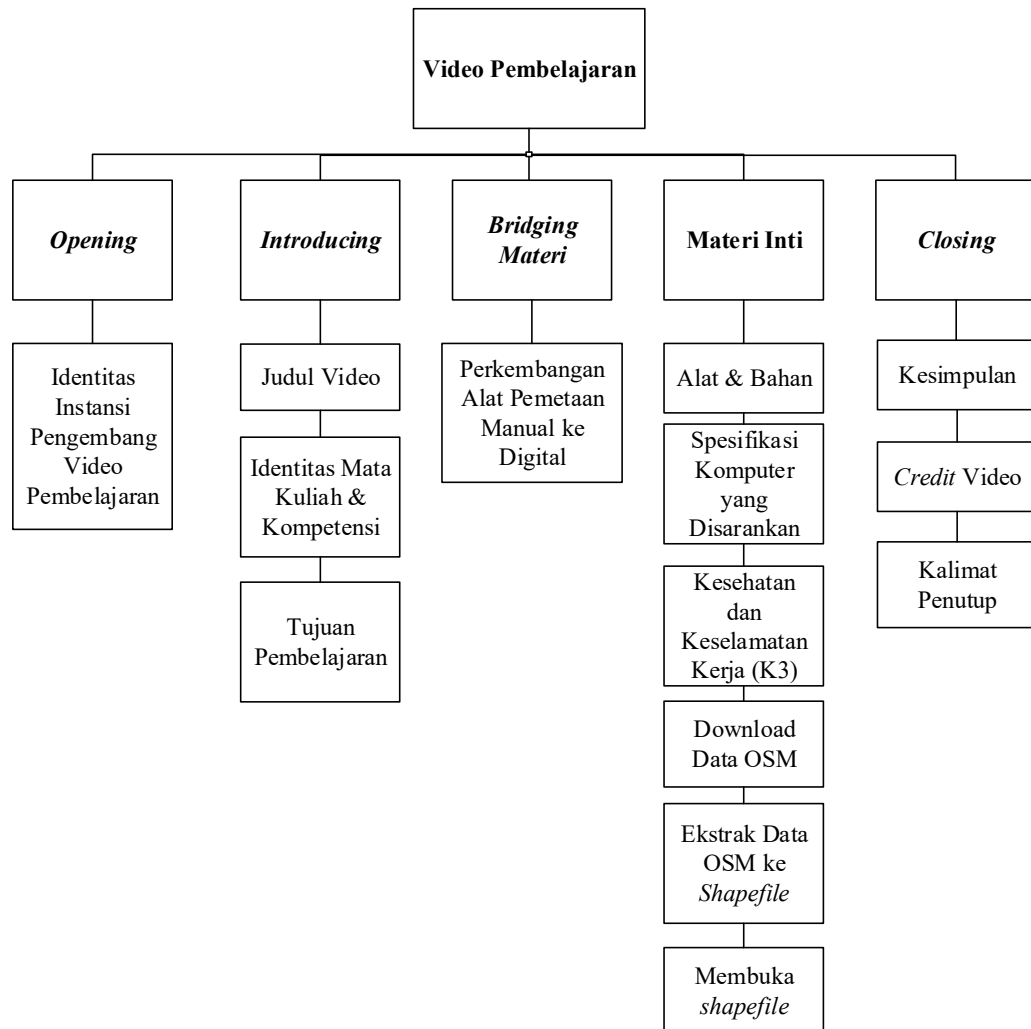 Video Pembelajaran
Opening
Introducing
Bridging
Materi
Materi Inti
Closing
Identitas
Instansi
Pengembang
Video
Pembelajaran
Judul Video
Identitas Mata
Kuliah &
Kompetensi
Tujuan
Pembelajaran
Perkembangan
Alat Pemetaan
Manual ke
Digital
Alat & Bahan
Spesifikasi
Komputer
yang
Disarankan
Kesehatan
dan
Keselamatan
Kerja (K3)
Download
Data OSM
Ekstrak Data
OSM ke
Shapefile
Membuka
shapefile
Kesimpulan
Credit Video
Kalimat
Penutup